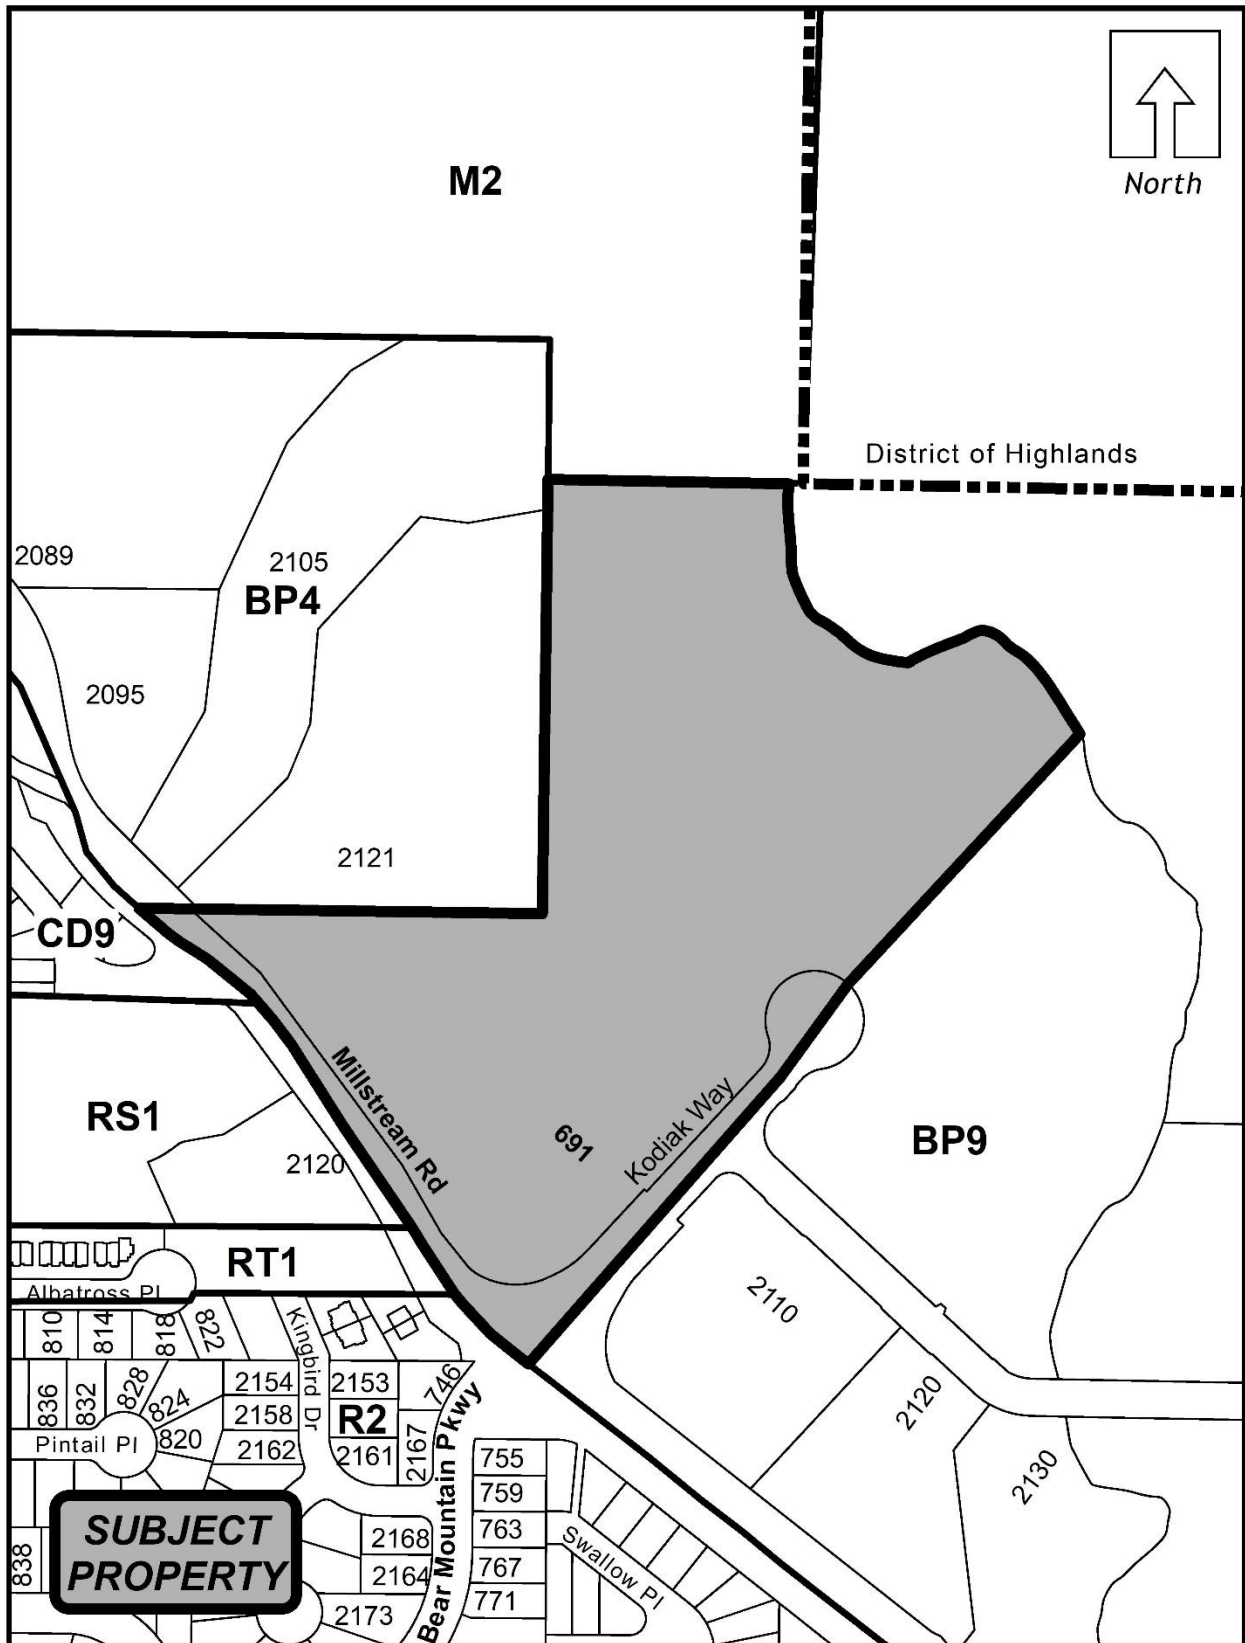 M2
North
District of Highlands
2089
2105
BP4
2095
2121
CD9
RS1
Millstream Rd
691
Kodiak Way
BP9
2120
RT1
Albatross Pl
810
814
818
822
Kingbird Dr
2110
836
832
828
824
2154
2153
746
2120
2158
R2
Pintail Pl
820
2162
2161
2167
Bear Mountain Pkwy
755
2130
759
SUBJECT
PROPERTY
838
2168
763
Swallow Pl
2164
767
2173
771